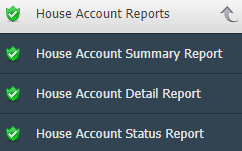 House Account Reports
House Account Summary Report
House Account Detail Report
House Account Status Report